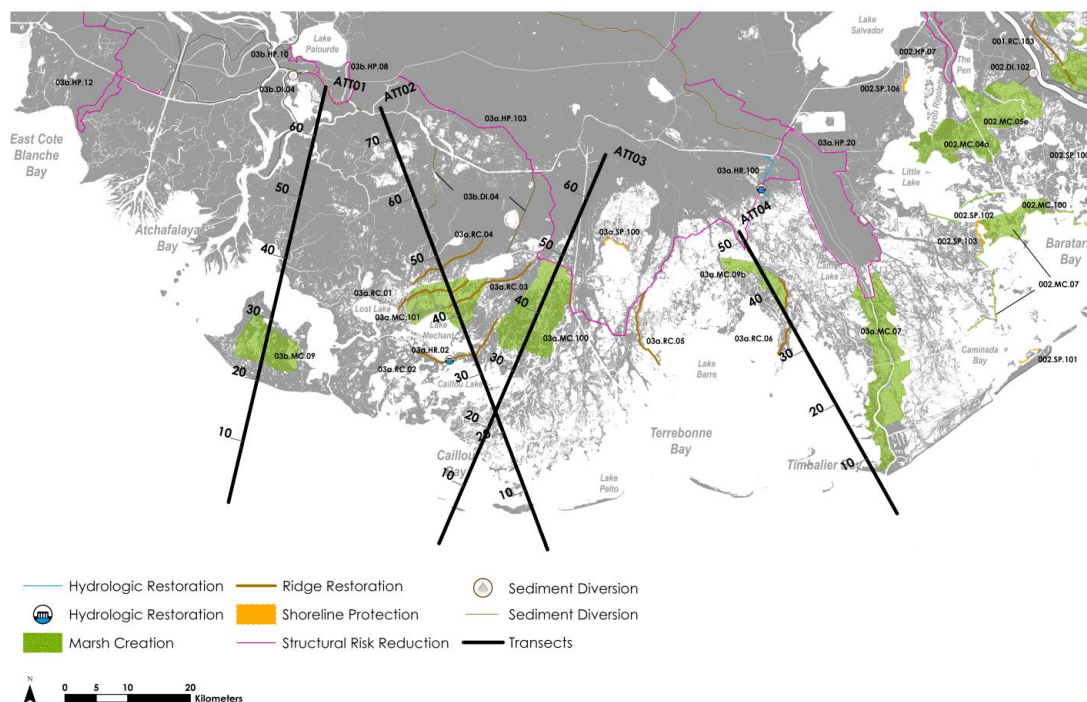 Lake
Palourde
Lake
Salvador
03b.HP.10
03b.HP.08
03b.HP.12
03b.DI.04
ATT01
ATT02
002.HP.07
001.RC.103
The
Pen
002.DI.102
002.SP.106
Bayou Rigolettes
60
70
03a.HP.103
002.MC.05e
East Cote
Blanche
Bay
ATT03
03a.HP.20
002.MC.04a
002.SP.100
50
60
60
03b.DI.04
03a.HR.100
Little
Lake
002.MC.100
Atchafalaya
Bay
ATT04
002.SP.102
03a.RC.04
03a.SP.100
002.SP.103
Baratari
Bay
40
50
50
50
03a.MC.09b
03a.RC.01
03a.RC.03
Lake
002.MC.07
Lost Lake
40
30
03a.MC.101
40
40
03a.MC.100
03a.MC.07
Lake
Mechant
03b.MC.09
03a.HR.02
30
03a.RC.05
03a.RC.06
30
Caminada
Bay
20
03a.RC.02
30
Lake
Barre
002.SP.101
Caillou Lake
10
20
20
20
Terrebonne
Bay
Caillou
Bay
10
10
Lake
Pelto
Timbalier Bay
10
Hydrologic Restoration
Ridge Restoration
Sediment Diversion
Hydrologic Restoration
Shoreline Protection
Sediment Diversion
Marsh Creation
Structural Risk Reduction
Transects
N
0 5 10 20
Kilometers